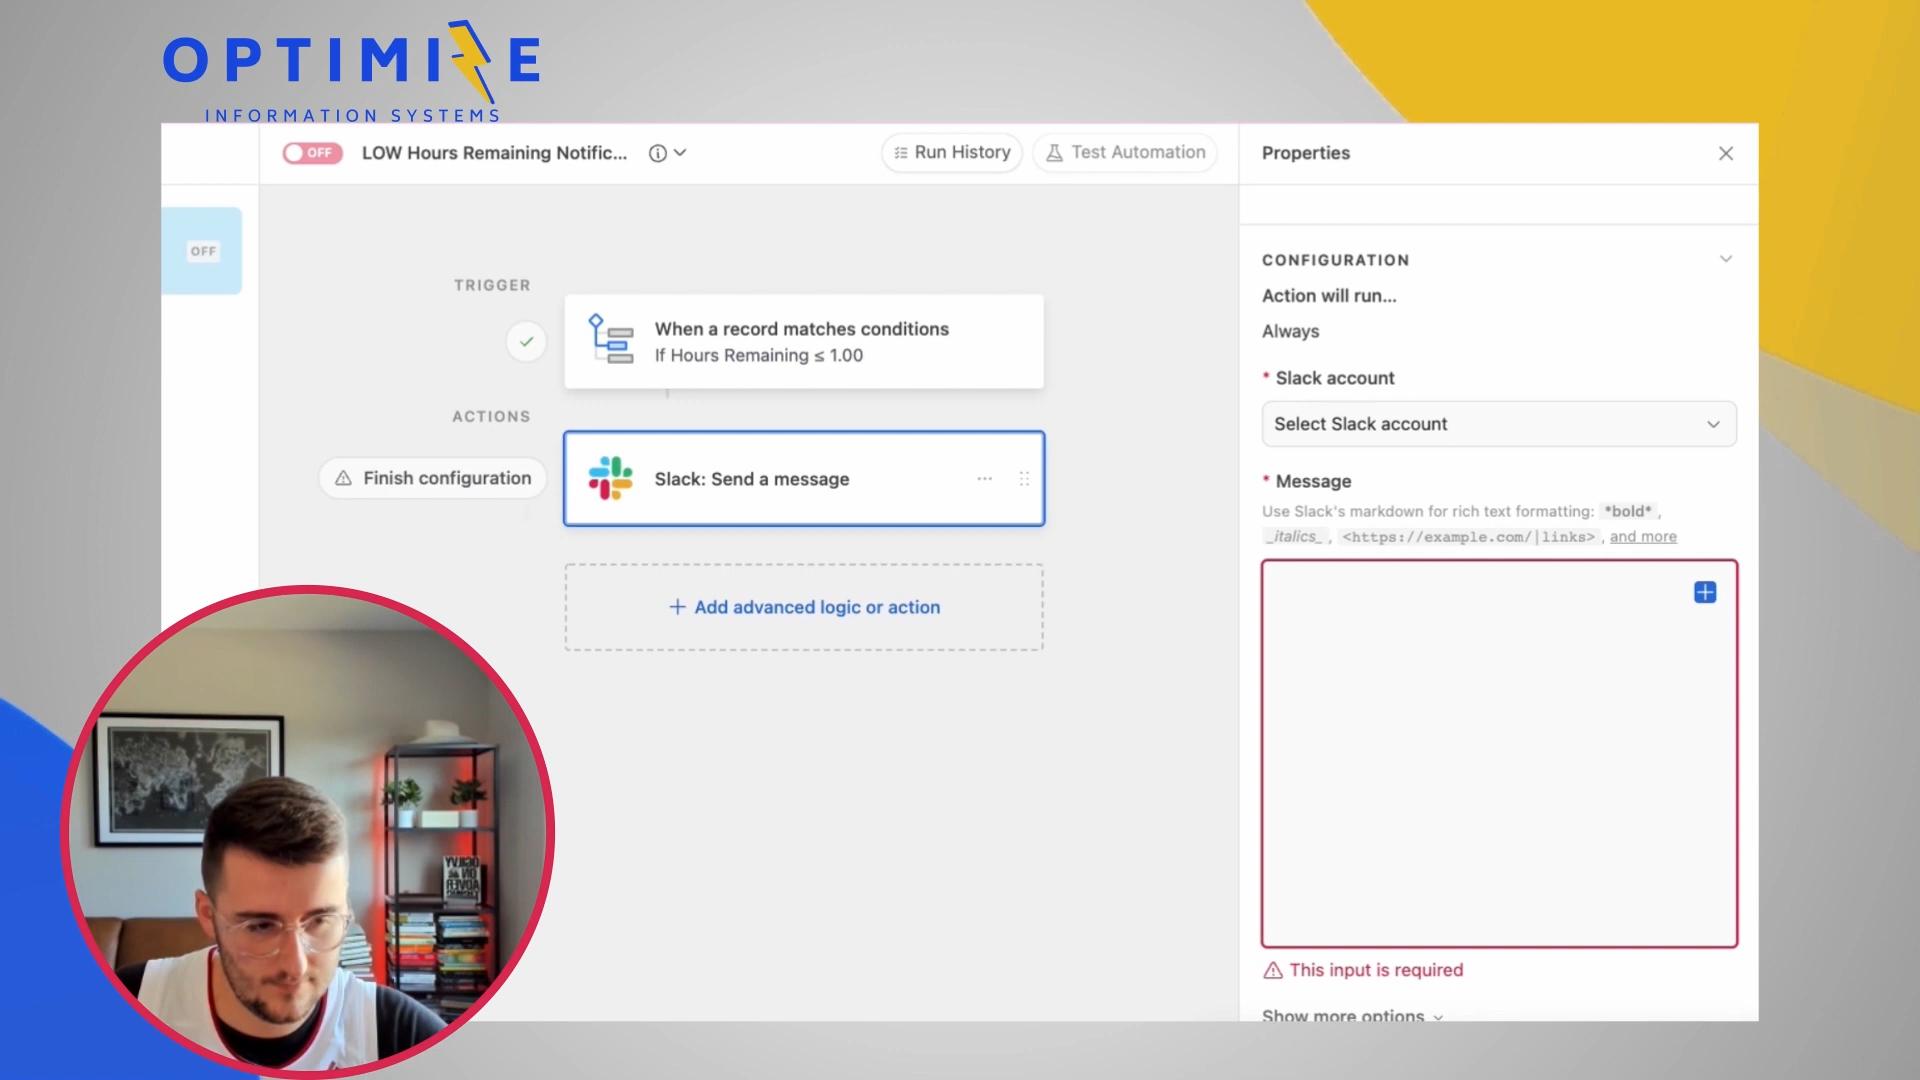 OPTIMIZE
INFORMATION SYSTEMS
OFF
LOW Hours Remaining Notific...
Run History
Test Automation
Properties
OFF
TRIGGER
When a record matches conditions
If Hours Remaining ≤ 1.00
ACTIONS
Finish configuration
Slack: Send a message
+ Add advanced logic or action
CONFIGURATION
Action will run...
Always
* Slack account
Select Slack account
* Message
Use Slack's markdown for rich text formatting: *bold* ,
_italics_ , <https://example.com/|links> , and more
This input is required
Show more options
OGILVY
ON